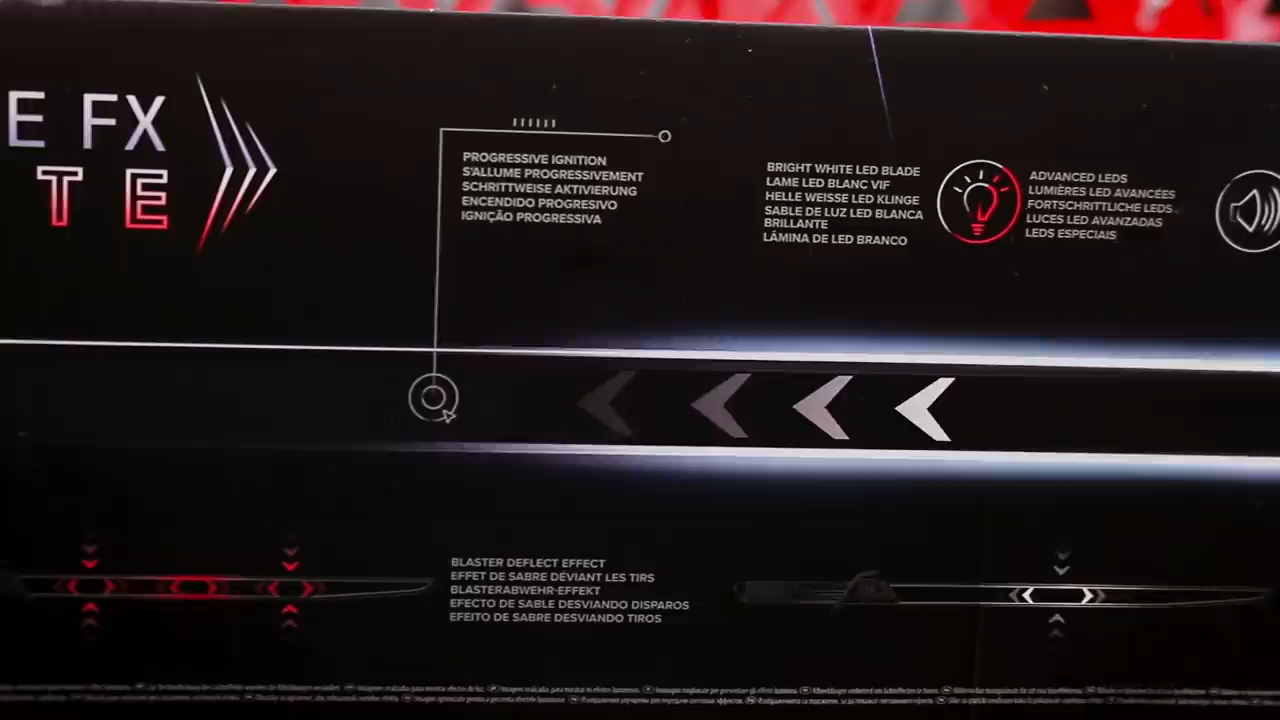 E FX
TE
PROGRESSIVE IGNITION
S'ALLUME PROGRESSIVEMENT
SCHRITTWEISE AKTIVIERUNG
ENCENDIDO PROGRESIVO
IGNIÇÃO PROGRESSIVA
BRIGHT WHITE LED BLADE
LAME LED BLANC VIF
HELLE WEISSE LED KLINGE
SABLE DE LUZ LED BLANCA
BRILLANTE
LÂMINA DE LED BRANCO
ADVANCED LEDS
LUMIÈRES LED AVANCÉES
FORTSCHRITTLICHE LEDS
LUCES LED AVANZADAS
LEDS ESPECIAIS
BLASTER DEFLECT EFFECT
EFFET DE SABRE DÉVIANT LES TIRS
BLASTERABWEHR-EFFEKT
EFECTO DE SABLE DESVIANDO DISPAROS
EFEITO DE SABRE DESVIANDO TIROS